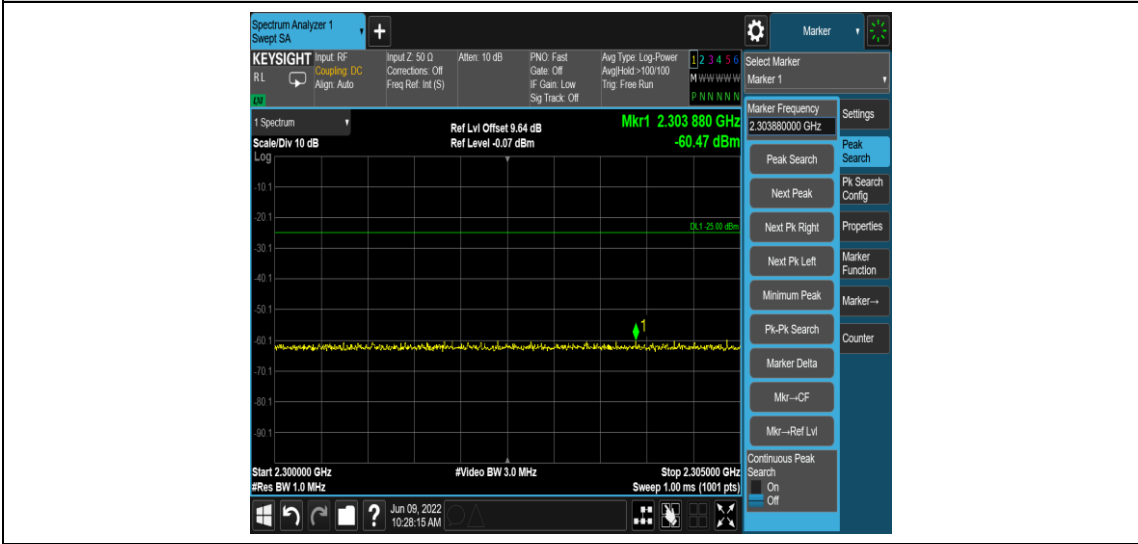 Spectrum Analyzer 1
Swept SA
+
Marker
KEYSIGHT
RL
LXI
Input: RF
Coupling: DC
Align: Auto
Input Z: 50 Ω
Corrections: Off
Freq Ref: Int (S)
Atten: 10 dB
PNO: Fast
Gate: Off
IF Gain: Low
Sig Track: Off
Avg Type: Log-Power
Avg|Hold:>100/100
Trig: Free Run
1 2 3 4 5 6
M W W W W W
P N N N N N
Select Marker
Marker 1
1 Spectrum
Scale/Div 10 dB
Log
Ref Lvl Offset 9.64 dB
Ref Level -0.07 dBm
Mkr1 2.303 880 GHz
-60.47 dBm
-10.1
-20.1
-30.1
-40.1
-50.1
-60.1
-70.1
-80.1
-90.1
DL1 -25.00 dBm
1
Start 2.300000 GHz
#Res BW 1.0 MHz
#Video BW 3.0 MHz
Stop 2.305000 GHz
Sweep 1.00 ms (1001 pts)
Marker Frequency
2.303880000 GHz
Peak Search
Next Peak
Next Pk Right
Next Pk Left
Minimum Peak
Pk-Pk Search
Marker Delta
Mkr→CF
Mkr→Ref Lvl
Continuous Peak
Search
On
Off
Settings
Peak
Search
Pk Search
Config
Properties
Marker
Function
Marker→
Counter
?
Jun 09, 2022
10:28:15 AM